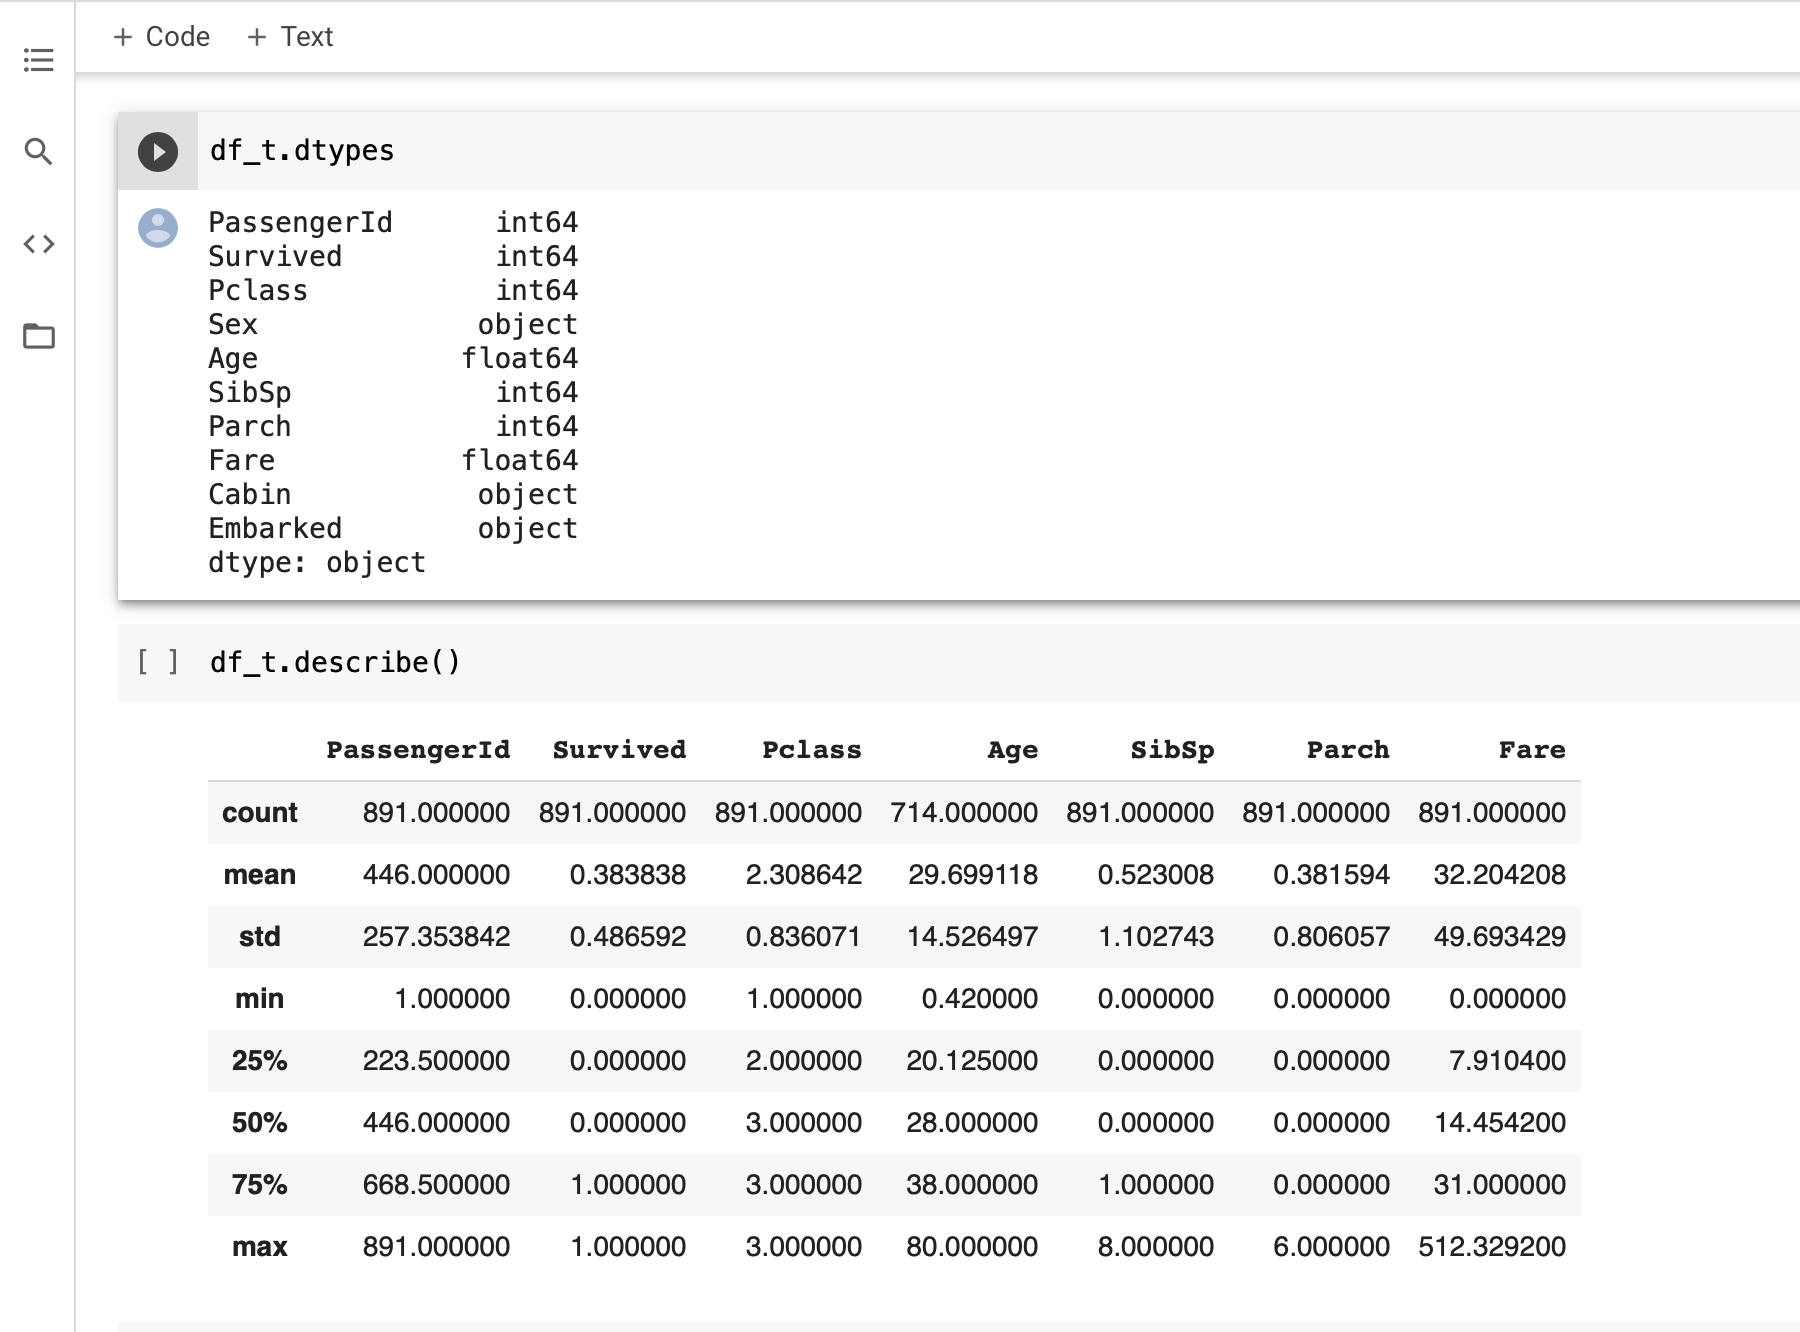 + Code + Text
df_t.dtypes
PassengerId int64
Survived int64
Pclass int64
Sex object
Age float64
SibSp int64
Parch int64
Fare float64
Cabin object
Embarked object
dtype: object
[ ] df_t.describe()
PassengerId Survived Pclass Age SibSp Parch Fare
count 891.000000 891.000000 891.000000 714.000000 891.000000 891.000000 891.000000
mean 446.000000 0.383838 2.308642 29.699118 0.523008 0.381594 32.204208
std 257.353842 0.486592 0.836071 14.526497 1.102743 0.806057 49.693429
min 1.000000 0.000000 1.000000 0.420000 0.000000 0.000000 0.000000
25% 223.500000 0.000000 2.000000 20.125000 0.000000 0.000000 7.910400
50% 446.000000 0.000000 3.000000 28.000000 0.000000 0.000000 14.454200
75% 668.500000 1.000000 3.000000 38.000000 1.000000 0.000000 31.000000
max 891.000000 1.000000 3.000000 80.000000 8.000000 6.000000 512.329200